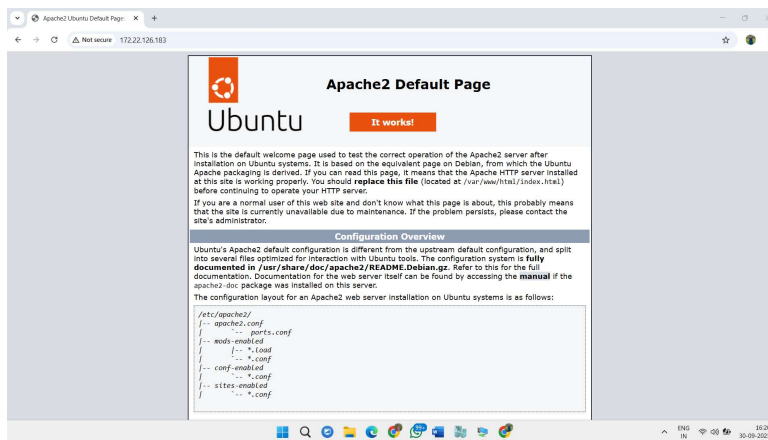 Apache2 Ubuntu Default Page
Not secure 172.22.126.183
Ubuntu
Apache2 Default Page
It works!
This is the default welcome page used to test the correct operation of the Apache2 server after
installation on Ubuntu systems. It is based on the equivalent page on Debian, from which the Ubuntu
Apache packaging is derived. If you can read this page, it means that the Apache HTTP server installed
at this site is working properly. You should replace this file (located at /var/www/html/index.html)
before continuing to operate your HTTP server.
If you are a normal user of this web site and don't know what this page is about, this probably means
that the site is currently unavailable due to maintenance. If the problem persists, please contact the
site's administrator.
Configuration Overview
Ubuntu's Apache2 default configuration is different from the upstream default configuration, and split
into several files optimized for interaction with Ubuntu tools. The configuration system is fully
documented in /usr/share/doc/apache2/README.Debian.gz. Refer to this for the full
documentation. Documentation for the web server itself can be found by accessing the manual if the
apache2-doc package was installed on this server.
The configuration layout for an Apache2 web server installation on Ubuntu systems is as follows:
/etc/apache2/
|-- apache2.conf
|       `--  ports.conf
|-- mods-enabled
|       |-- *.load
|       `-- *.conf
|-- conf-enabled
|       `-- *.conf
|-- sites-enabled
|       `-- *.conf
99+
ENG
IN
16:20
30-09-202